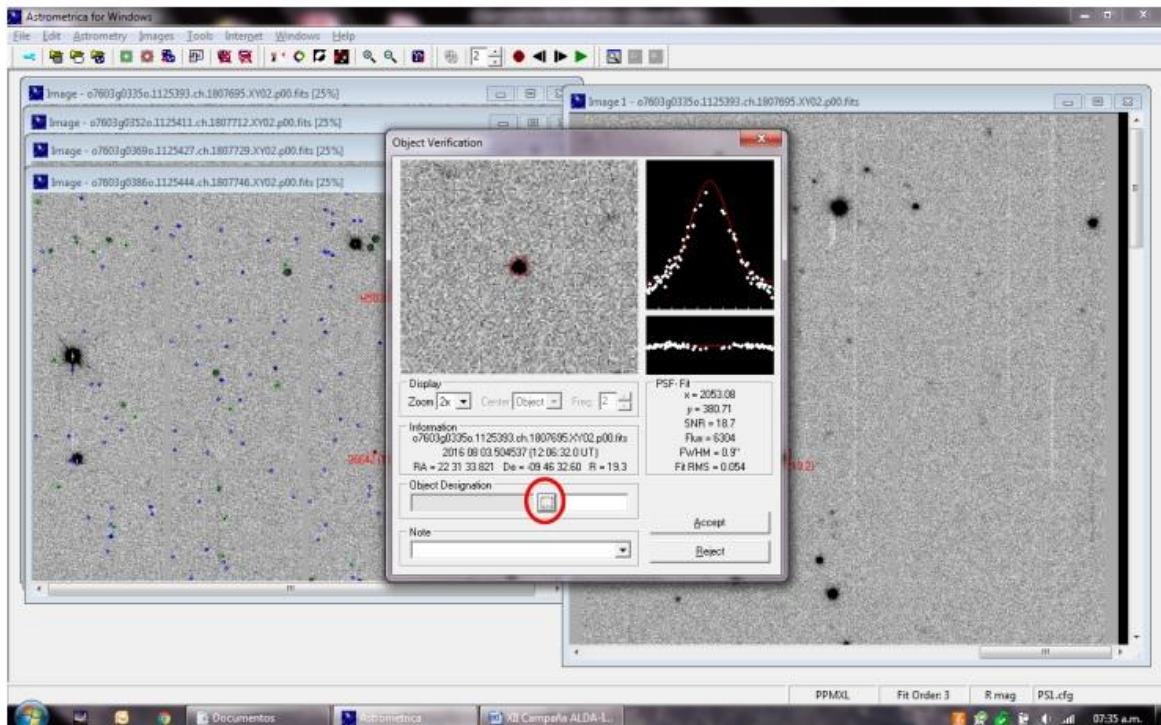 Astrometrica for Windows
File Edit Astrometry Images Tools Internet Windows Help
2
Image - o7603g0335o.1125393.ch.1807695.XY02.p00.fits [25%]
Image - o7603g0352o.1125411.ch.1807712.XY02.p00.fits [25%]
Image - o7603g0369o.1125427.ch.1807729.XY02.p00.fits [25%]
Image - o7603g0386o.1125444.ch.1807746.XY02.p00.fits [25%]
Image 1 - o7603g0335o.1125393.ch.1807695.XY02.p00.fits
Object Verification
Display
Zoom 2x Center Object Freq. 2
Information
o7603g0335o.1125393.ch.1807695.XY02.p00.fits
2016 08 03.504537 (12:06:32.0 UT)
RA = 22 31 33.821 De = -09 46 32.60 R = 19.3
Object Designation
Note
PSF- Fit
x = 2053.08
y = 380.71
SNR = 18.7
Flux = 6304
FWHM = 0.9"
Fit RMS = 0.054
Accept
Reject
PPMXL Fit Order: 3 R mag PS1.cfg
Documentos Astrometrica XII Campaña ALDA-I... 07:35 a.m.